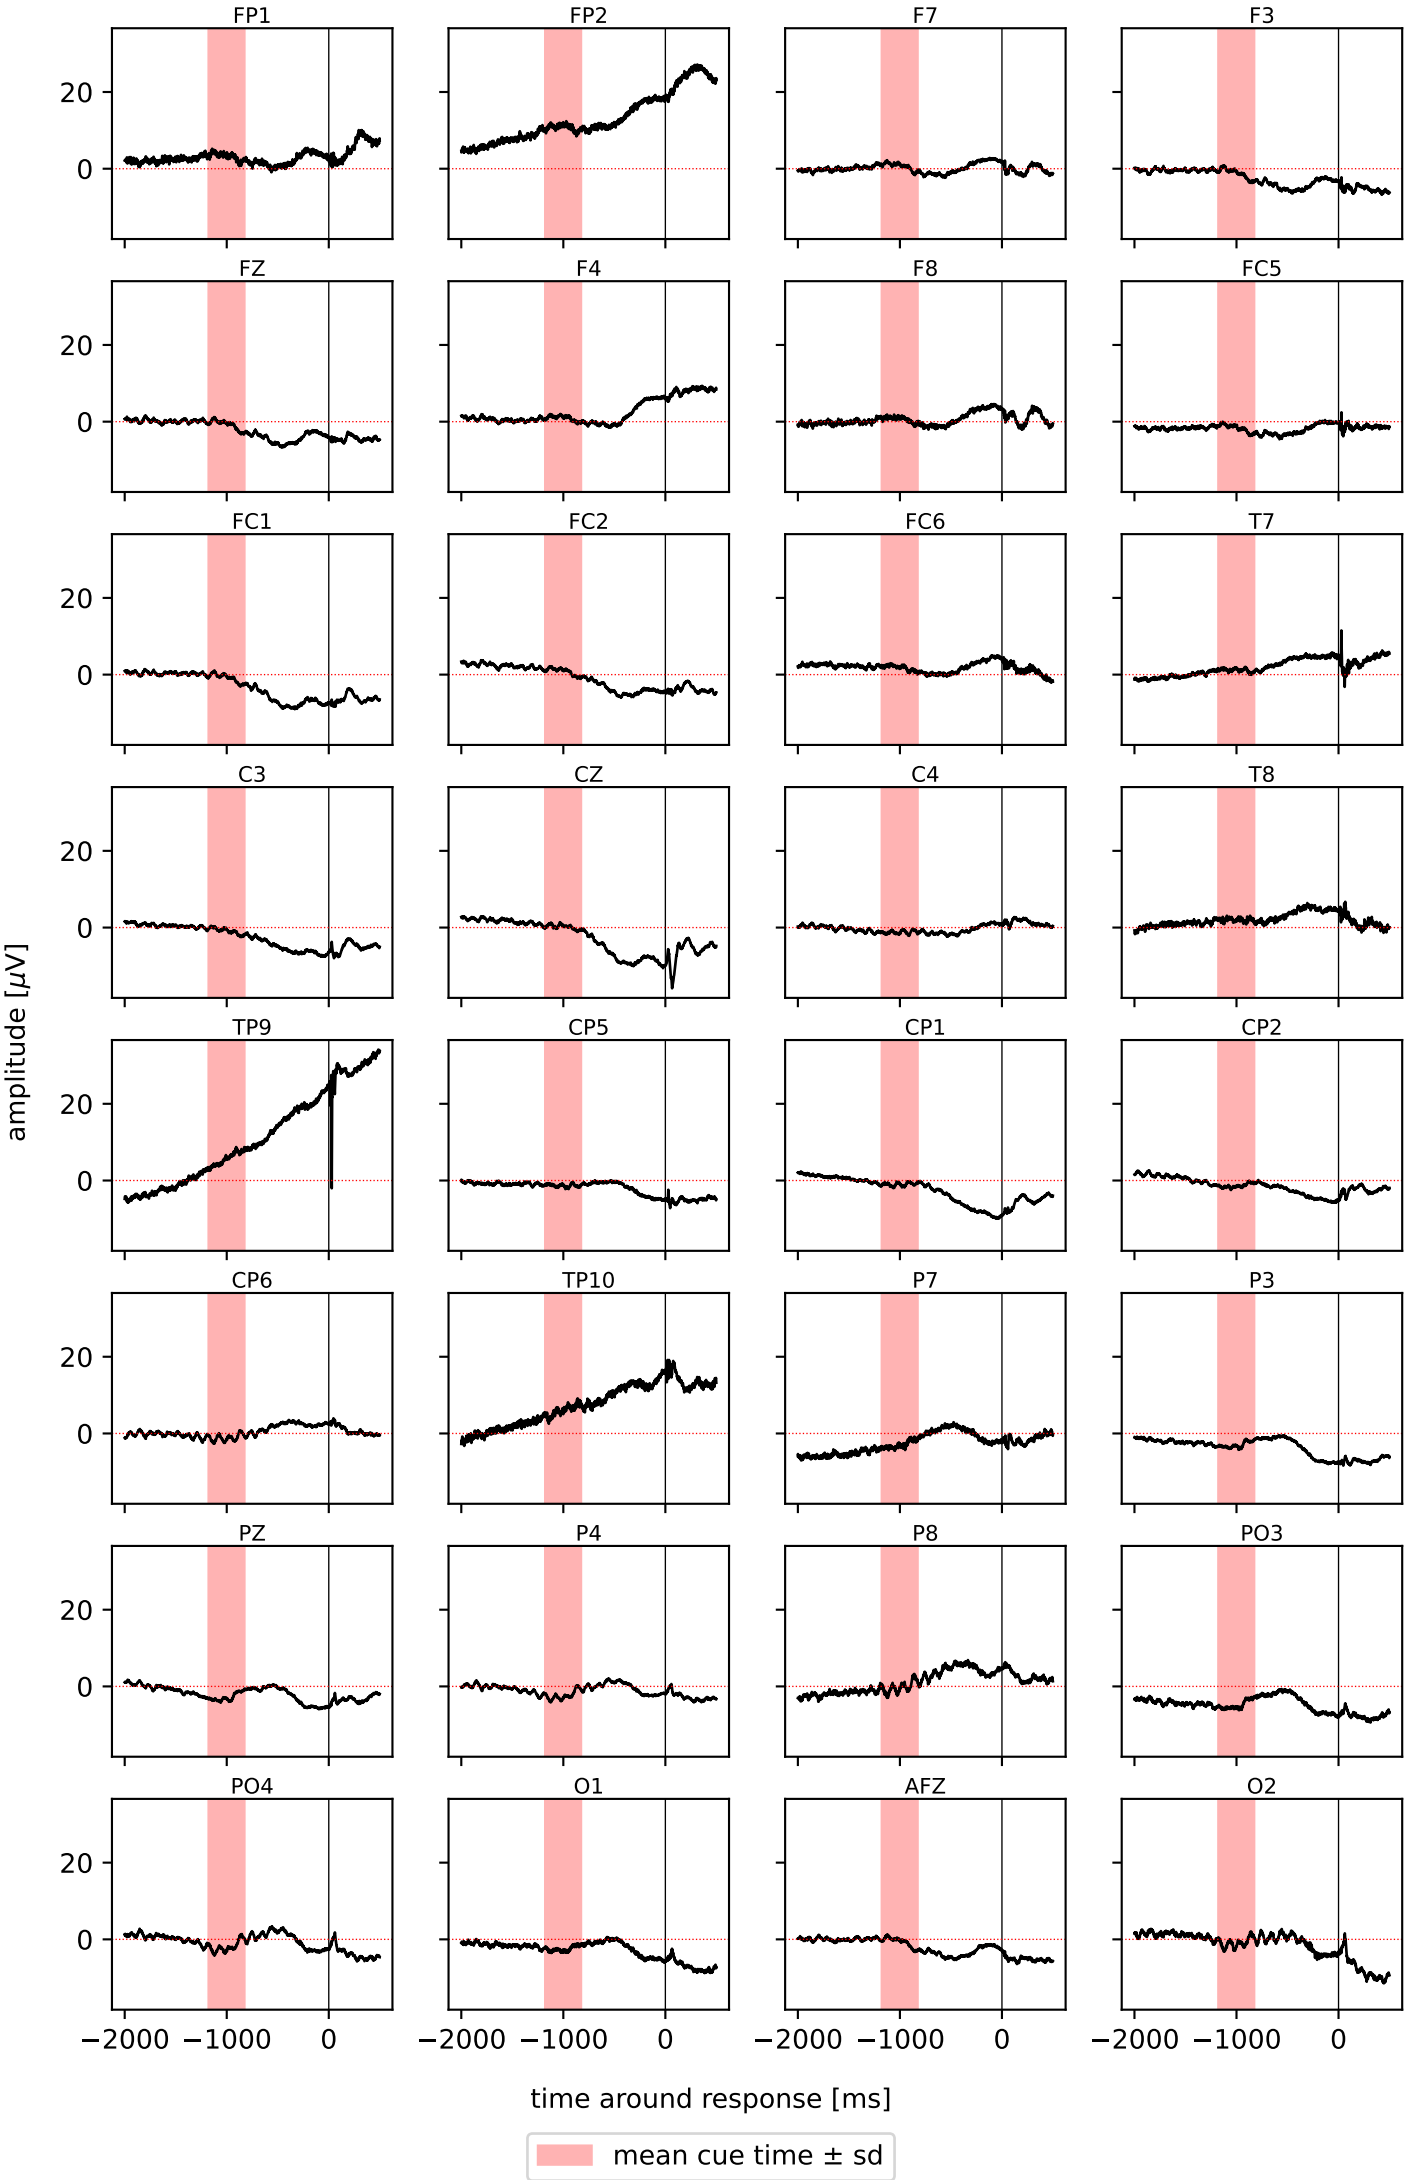 FP1 FP2 F7 F3
20
0
FZ F4 F8 FC5
20
0
FC1 FC2 FC6 T7
20
0
C3 CZ C4 T8
20
0
amplitude [μV]
TP9 CP5 CP1 CP2
20
0
CP6 TP10 P7 P3
20
0
PZ P4 P8 PO3
20
0
PO4 O1 AFZ O2
20
0
−2000 −1000 0 −2000 −1000 0 −2000 −1000 0 −2000 −1000 0
time around response [ms]
mean cue time ± sd